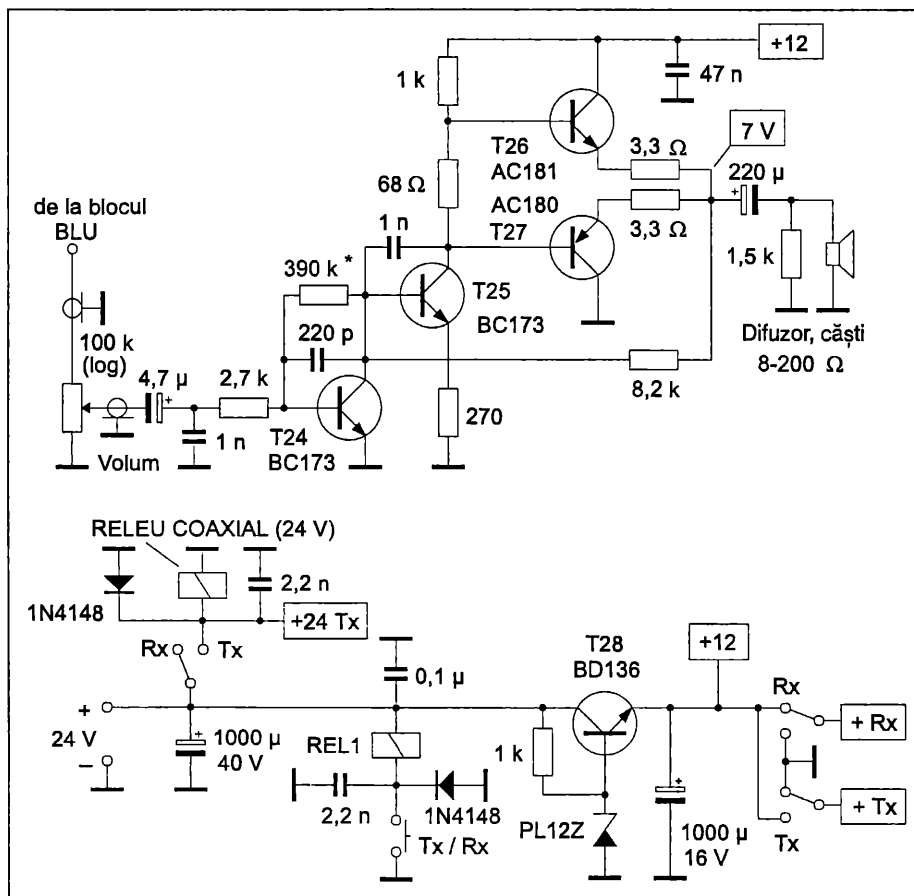 +12
1 k
47 n
T26
AC181
3,3 Ω
7 V
220 µ
+
68 Ω
AC180
T27
3,3 Ω
de la blocul
BLU
1 n
390 k *
T25
BC173
1,5 k
100 k
(log)
220 p
Difuzor, căști
8-200 Ω
4,7 µ
+
2,7 k
8,2 k
270
1 n
T24
BC173
Volum
RELEU COAXIAL (24 V)
2,2 n
1N4148
+24 Tx
Rx
Tx
0,1 µ
T28
BD136
+12
Rx
+ Rx
+
24 V
−
+
1000 µ
40 V
REL1
1 k
+
2,2 n
1N4148
+ Tx
Tx / Rx
PL12Z
1000 µ
16 V
Tx